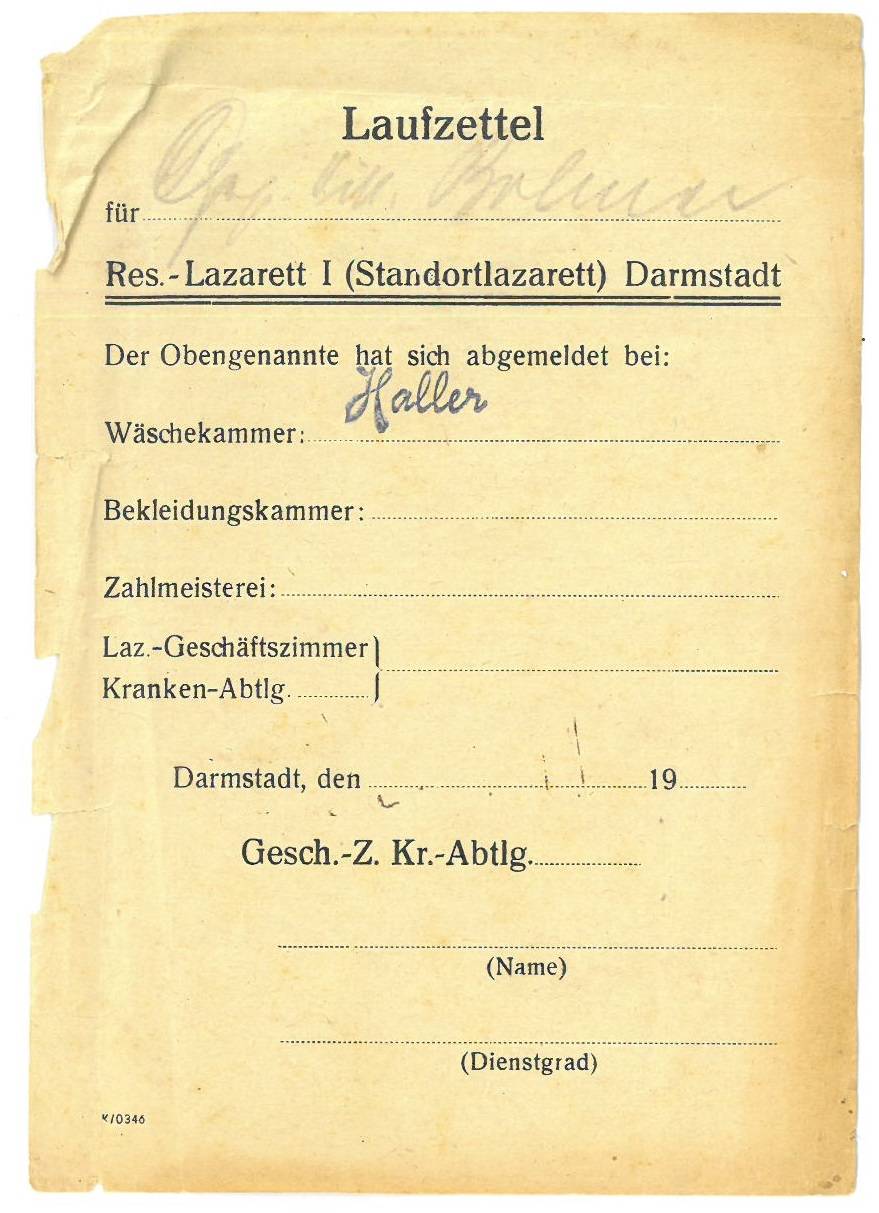 Laufzettel
für
Res.-Lazarett I (Standortlazarett) Darmstadt
Der Obengenannte hat sich abgemeldet bei:
Haller
Wäschekammer:
Bekleidungskammer:
Zahlmeisterei:
Laz.-Geschäftszimmer
Kranken-Abtlg.
Darmstadt, den 19
Gesch.-Z. Kr.-Abtlg.
(Name)
(Dienstgrad)
K/0346